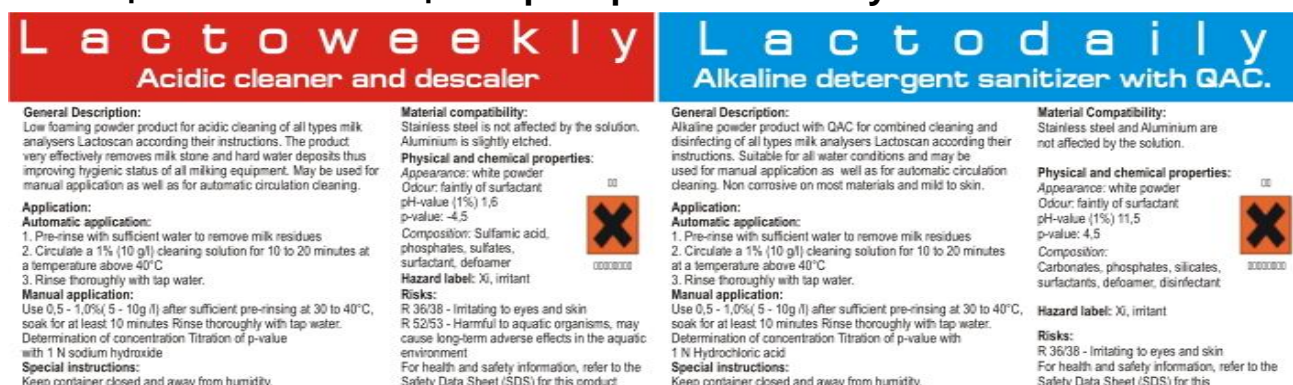 Lactoweekly
Acidic cleaner and descaler
General Description:
Low foaming powder product for acidic cleaning of all types milk
analysers Lactoscan according their instructions. The product
very effectively removes milk stone and hard water deposits thus
improving hygienic status of all milking equipment. May be used for
manual application as well as for automatic circulation cleaning.
Application:
Automatic application:
1. Pre-rinse with sufficient water to remove milk residues
2. Circulate a 1% (10 g/l) cleaning solution for 10 to 20 minutes at
a temperature above 40°C
3. Rinse thoroughly with tap water.
Manual application:
Use 0,5 - 1,0%( 5 - 10g /l) after sufficient pre-rinsing at 30 to 40°C,
soak for at least 10 minutes Rinse thoroughly with tap water.
Determination of concentration Titration of p-value
with 1 N sodium hydroxide
Special instructions:
Keep container closed and away from humidity.
Material compatibility:
Stainless steel is not affected by the solution.
Aluminium is slightly etched.
Physical and chemical properties:
Appearance: white powder
Odour: faintly of surfactant
pH-value (1%) 1,6
p-value: -4,5
Composition: Sulfamic acid,
phosphates, sulfates,
surfactant, defoamer
Hazard label: Xi, irritant
Risks:
R 36/38 - Irritating to eyes and skin
R 52/53 - Harmful to aquatic organisms, may
cause long-term adverse effects in the aquatic
environment
For health and safety information, refer to the
Safety Data Sheet (SDS) for this product
Lactodaily
Alkaline detergent sanitizer with QAC.
General Description:
Alkaline powder product with QAC for combined cleaning and
disinfecting of all types milk analysers Lactoscan according their
instructions. Suitable for all water conditions and may be
used for manual application as well as for automatic circulation
cleaning. Non corrosive on most materials and mild to skin.
Application:
Automatic application:
1. Pre-rinse with sufficient water to remove milk residues
2. Circulate a 1% (10 g/l) cleaning solution for 10 to 20 minutes
at a temperature above 40°C
3. Rinse thoroughly with tap water.
Manual application:
Use 0,5 - 1,0%( 5 - 10g /l) after sufficient pre-rinsing at 30 to 40°C,
soak for at least 10 minutes Rinse thoroughly with tap water.
Determination of concentration Titration of p-value with
1 N Hydrochloric acid
Special instructions:
Keep container closed and away from humidity.
Material Compatibility:
Stainless steel and Aluminium are
not affected by the solution.
Physical and chemical properties:
Appearance: white powder
Odour: faintly of surfactant
pH-value (1%) 11,5
p-value: 4,5
Composition:
Carbonates, phosphates, silicates,
surfactants, defoamer, disinfectant
Hazard label: Xi, irritant
Risks:
R 36/38 - Irritating to eyes and skin
For health and safety information, refer to the
Safety Data Sheet (SDS) for this